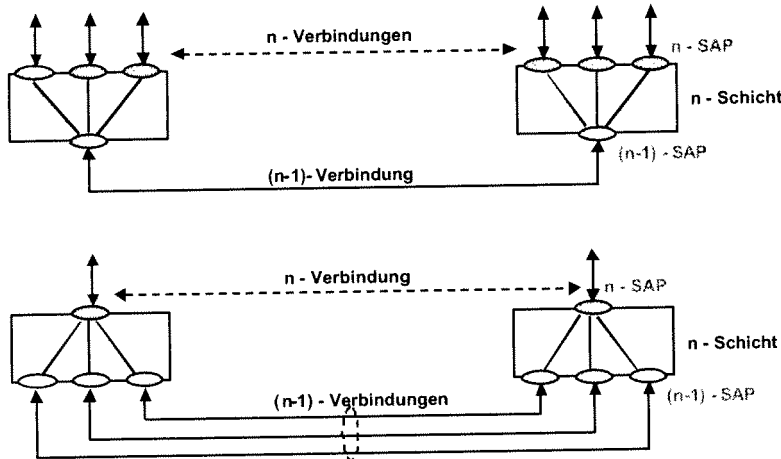 n - Verbindungen
n - SAP
n - Schicht
(n-1) - SAP
(n-1)- Verbindung
n - Verbindung
n - SAP
n - Schicht
(n-1) - SAP
(n-1) - Verbindungen